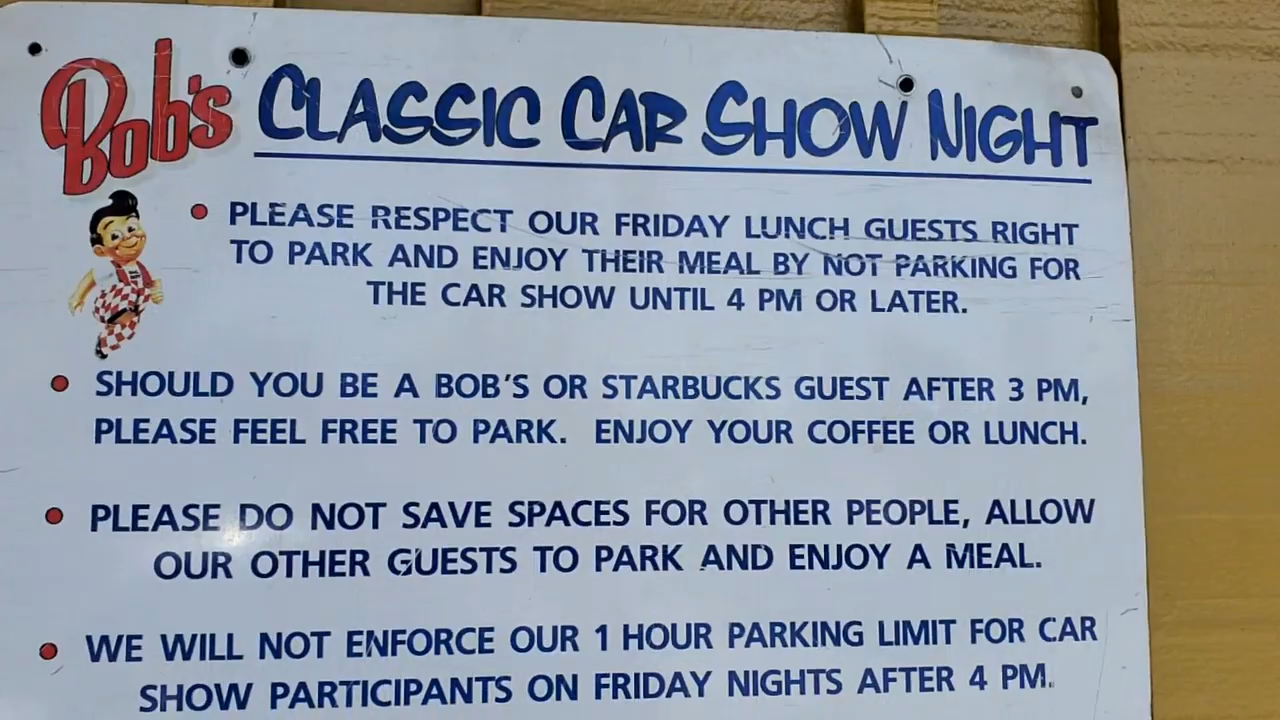 Bob's CLASSIC CAR SHOW NIGHT
• PLEASE RESPECT OUR FRIDAY LUNCH GUESTS RIGHT
TO PARK AND ENJOY THEIR MEAL BY NOT PARKING FOR
THE CAR SHOW UNTIL 4 PM OR LATER.
• SHOULD YOU BE A BOB'S OR STARBUCKS GUEST AFTER 3 PM,
PLEASE FEEL FREE TO PARK. ENJOY YOUR COFFEE OR LUNCH.
• PLEASE DO NOT SAVE SPACES FOR OTHER PEOPLE, ALLOW
OUR OTHER GUESTS TO PARK AND ENJOY A MEAL.
• WE WILL NOT ENFORCE OUR 1 HOUR PARKING LIMIT FOR CAR
SHOW PARTICIPANTS ON FRIDAY NIGHTS AFTER 4 PM.